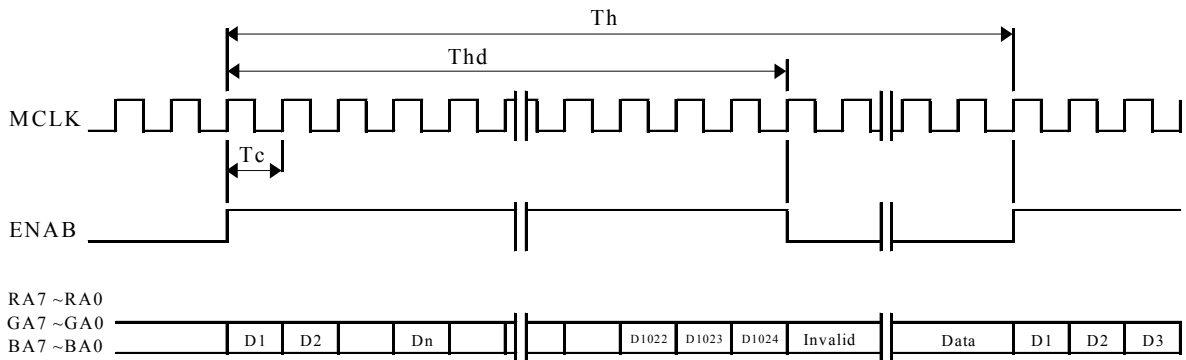 Th
Thd
MCLK
Tc
ENAB
RA7 ~RA0
GA7 ~GA0
BA7 ~BA0
D1 D2 Dn D1022 D1023 D1024 Invalid Data D1 D2 D3